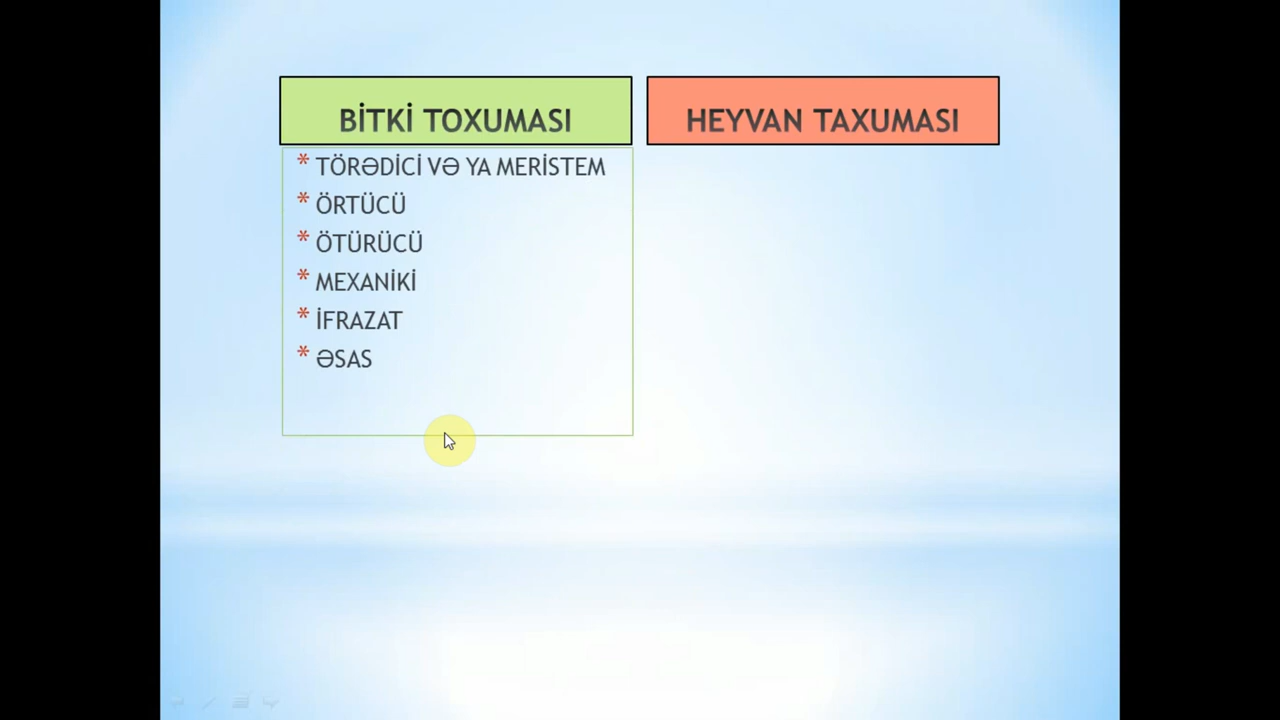 BİTKİ TOXUMASI
HEYVAN TAXUMASI
* TÖRƏDİCİ VƏ YA MERİSTEM
* ÖRTÜCÜ
* ÖTÜRÜCÜ
* MEXANİKİ
* İFRAZAT
* ƏSAS